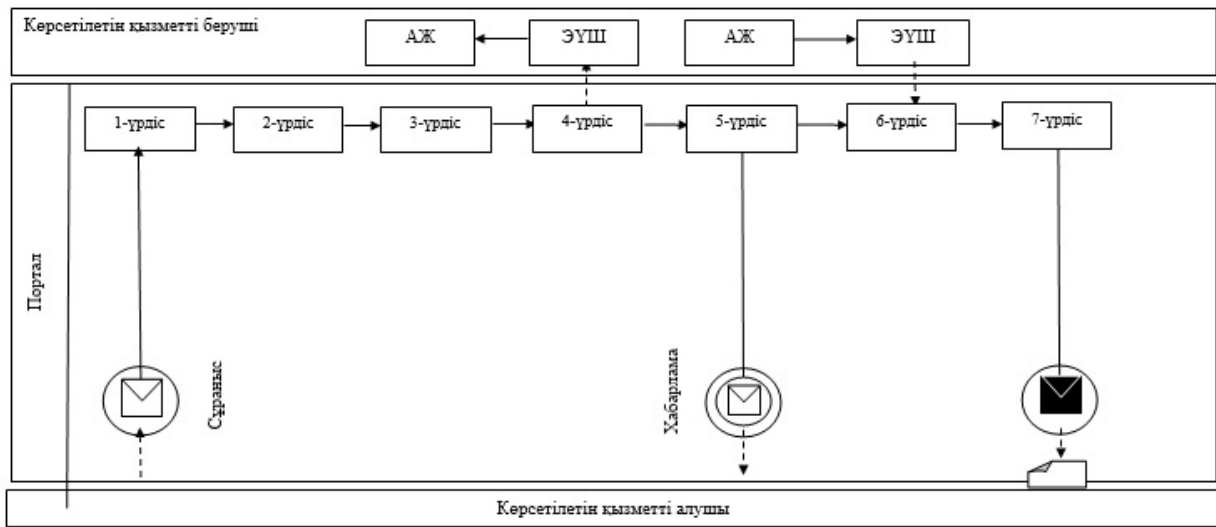 Көрсетілетін қызметті беруші
АЖ
ЭҮШ
АЖ
ЭҮШ
1-үрдіс
2-үрдіс
3-үрдіс
4-үрдіс
5-үрдіс
6-үрдіс
7-үрдіс
Портал
Сұраныс
Хабарлама
Көрсетілетін қызметті алушы